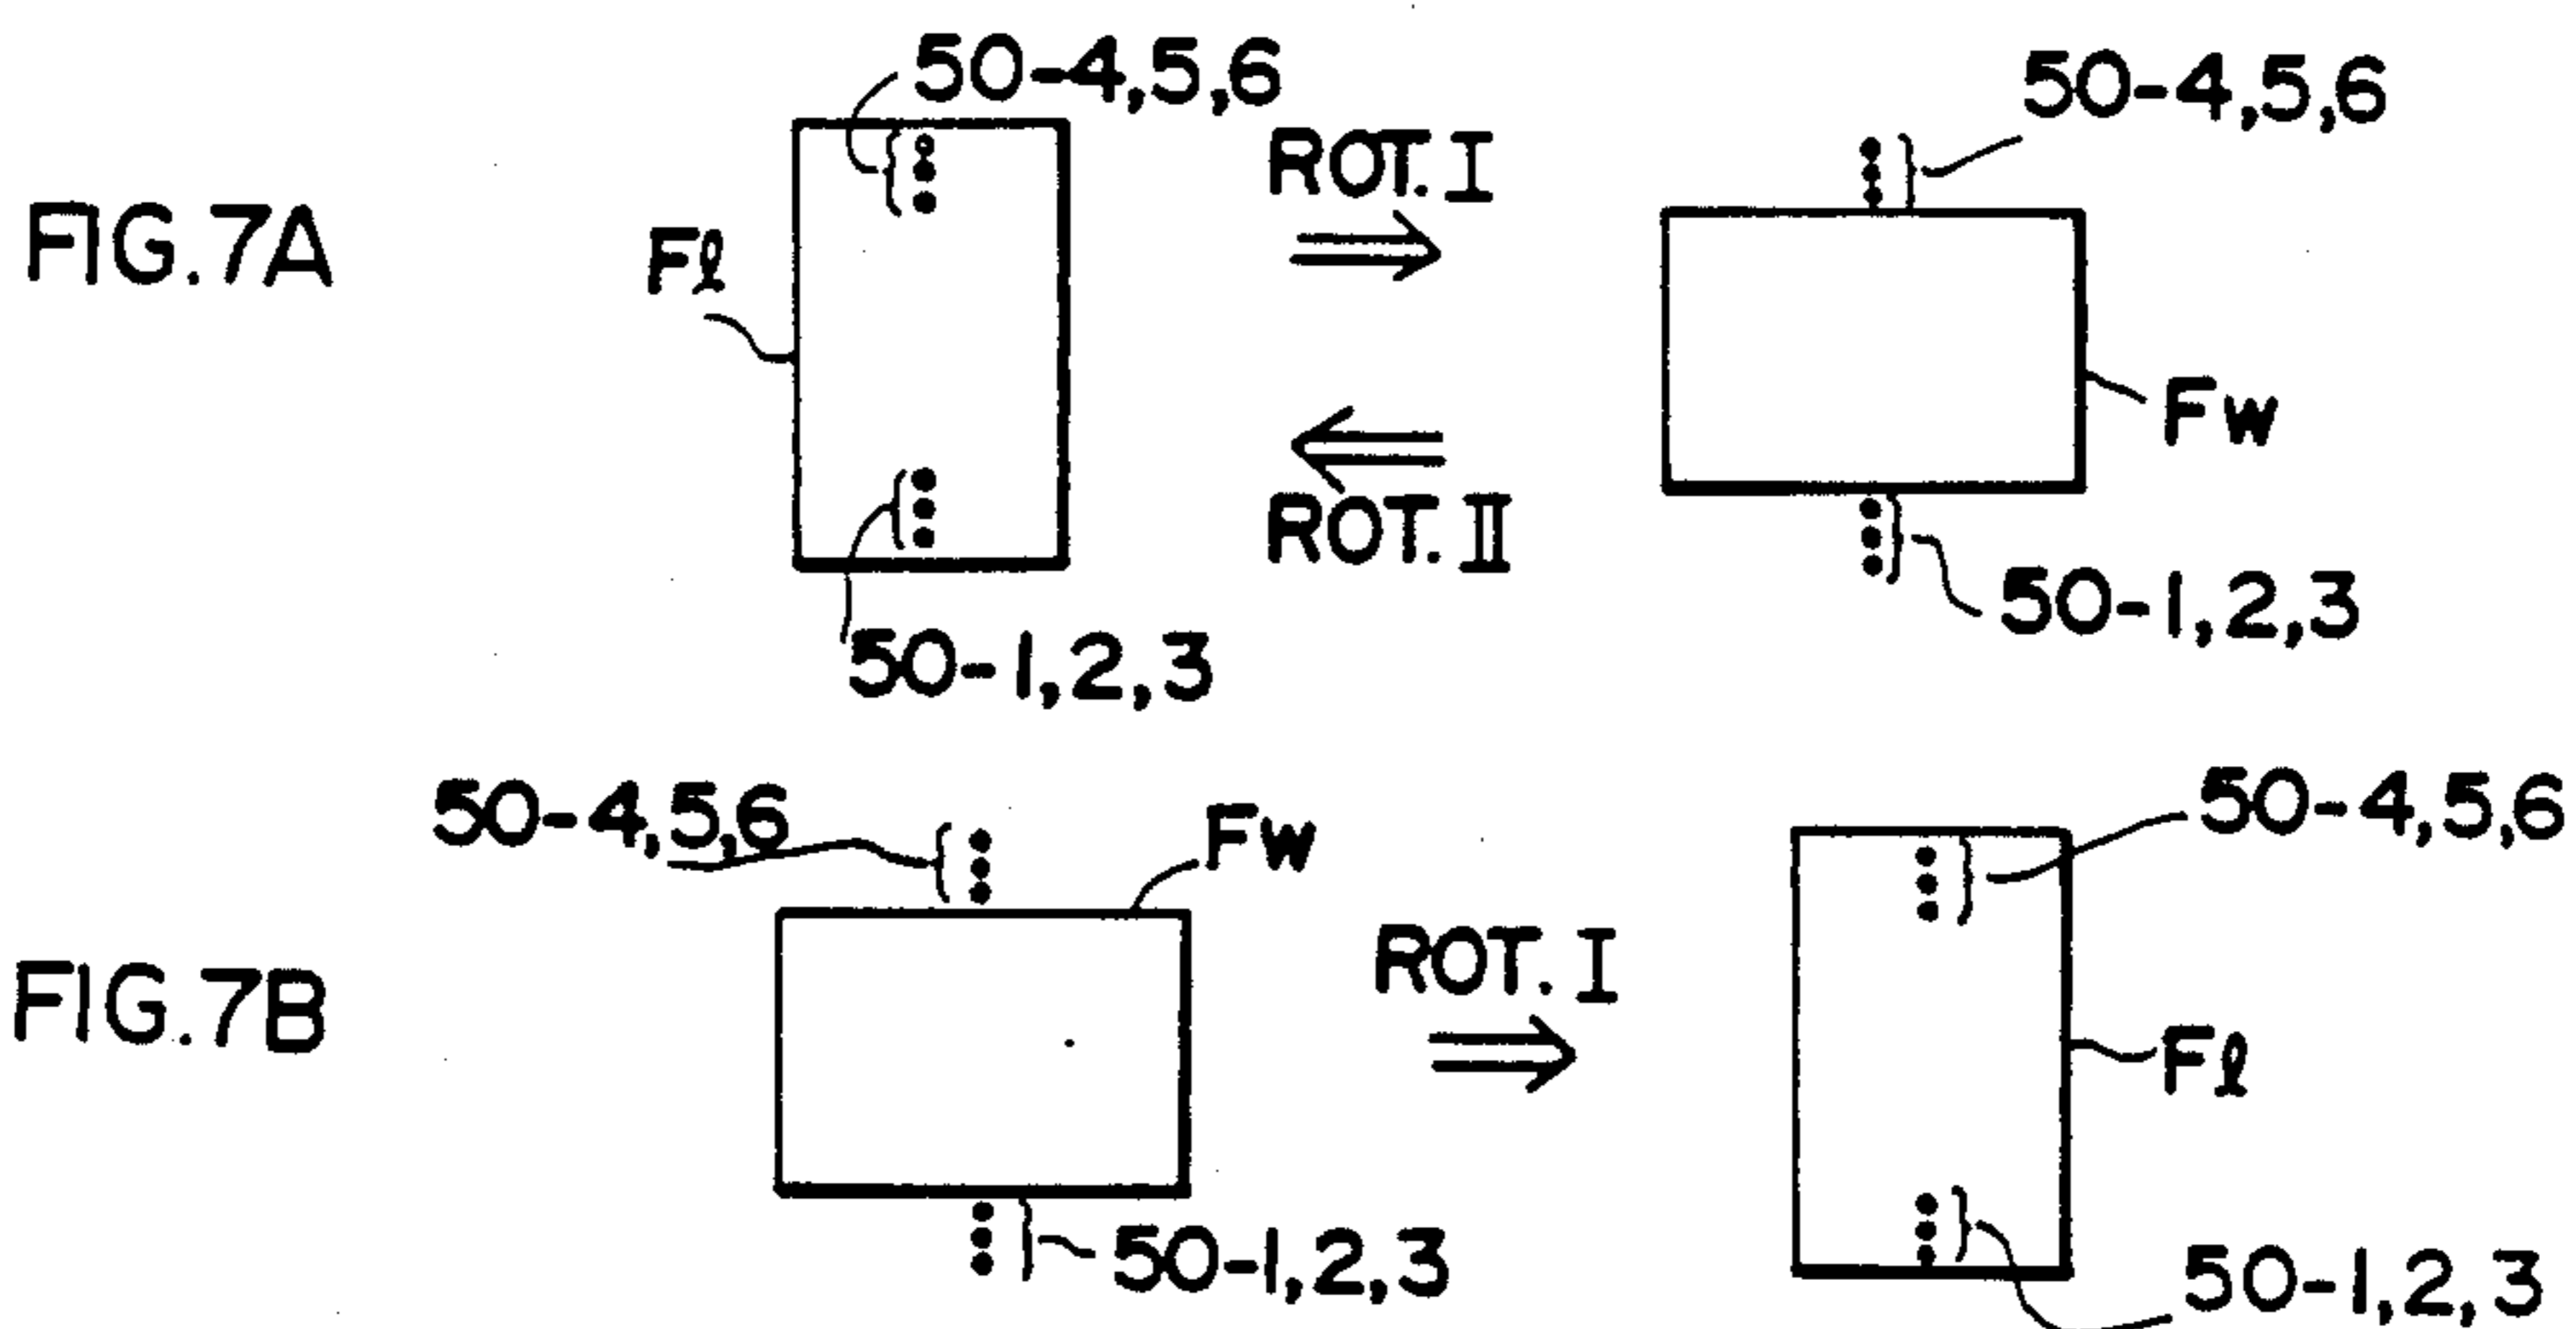 FIG.7A
50-4,5,6
Fℓ
50-1,2,3
ROT. I
ROT. II
50-4,5,6
Fw
50-1,2,3
FIG.7B
50-4,5,6
Fw
50-1,2,3
ROT. I
50-4,5,6
Fℓ
50-1,2,3